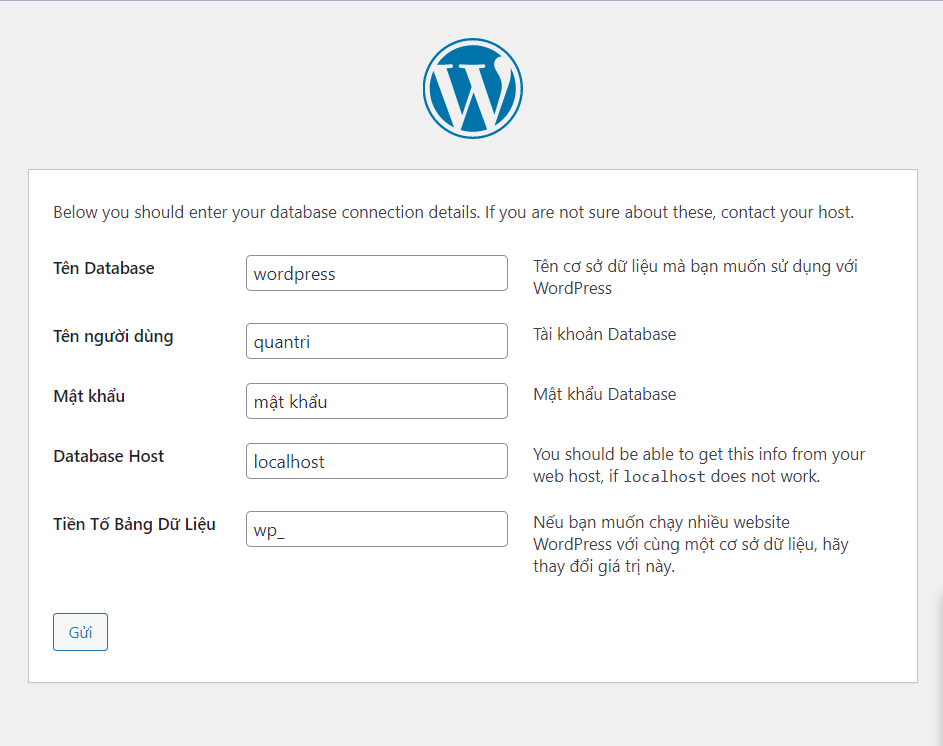 Below you should enter your database connection details. If you are not sure about these, contact your host.
Tên Database
wordpress
Tên cơ sở dữ liệu mà bạn muốn sử dụng với
WordPress
Tên người dùng
quantri
Tài khoản Database
Mật khẩu
mật khẩu
Mật khẩu Database
Database Host
localhost
You should be able to get this info from your
web host, if localhost does not work.
Tiền Tố Bảng Dữ Liệu
wp_
Nếu bạn muốn chạy nhiều website
WordPress với cùng một cơ sở dữ liệu, hãy
thay đổi giá trị này.
Gửi